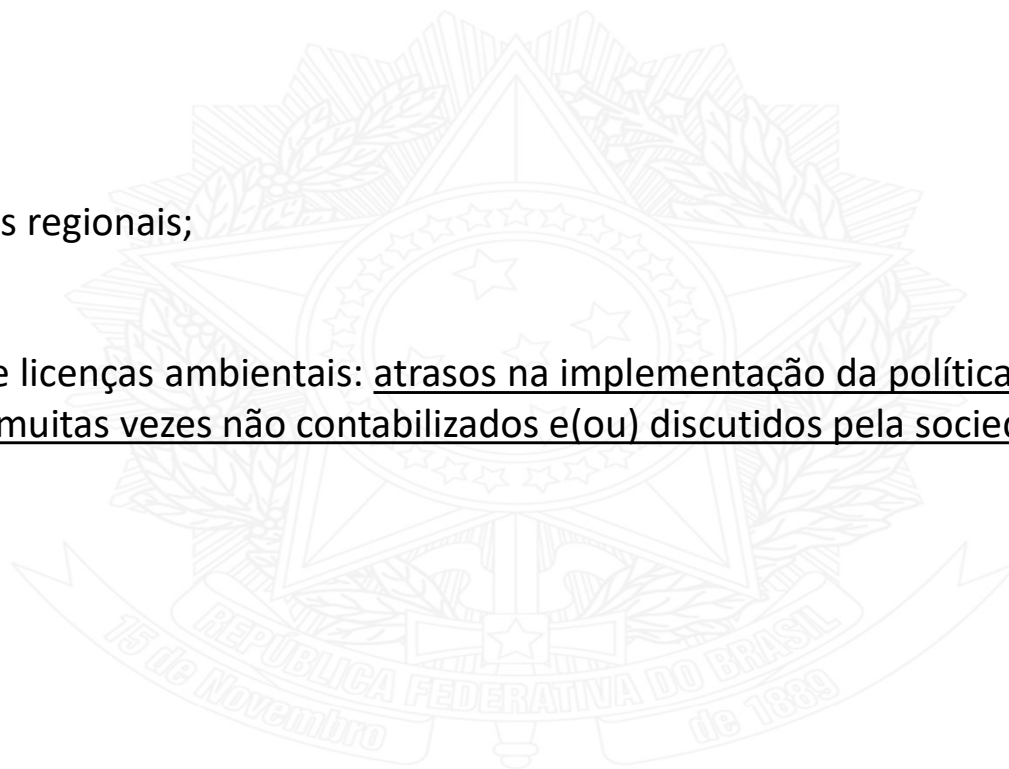 s regionais;
e licenças ambientais: atrasos na implementação da política
muitas vezes não contabilizados e(ou) discutidos pela socied
REPÚBLICA FEDERATIVA DO BRASIL
15 de Novembro de 1889